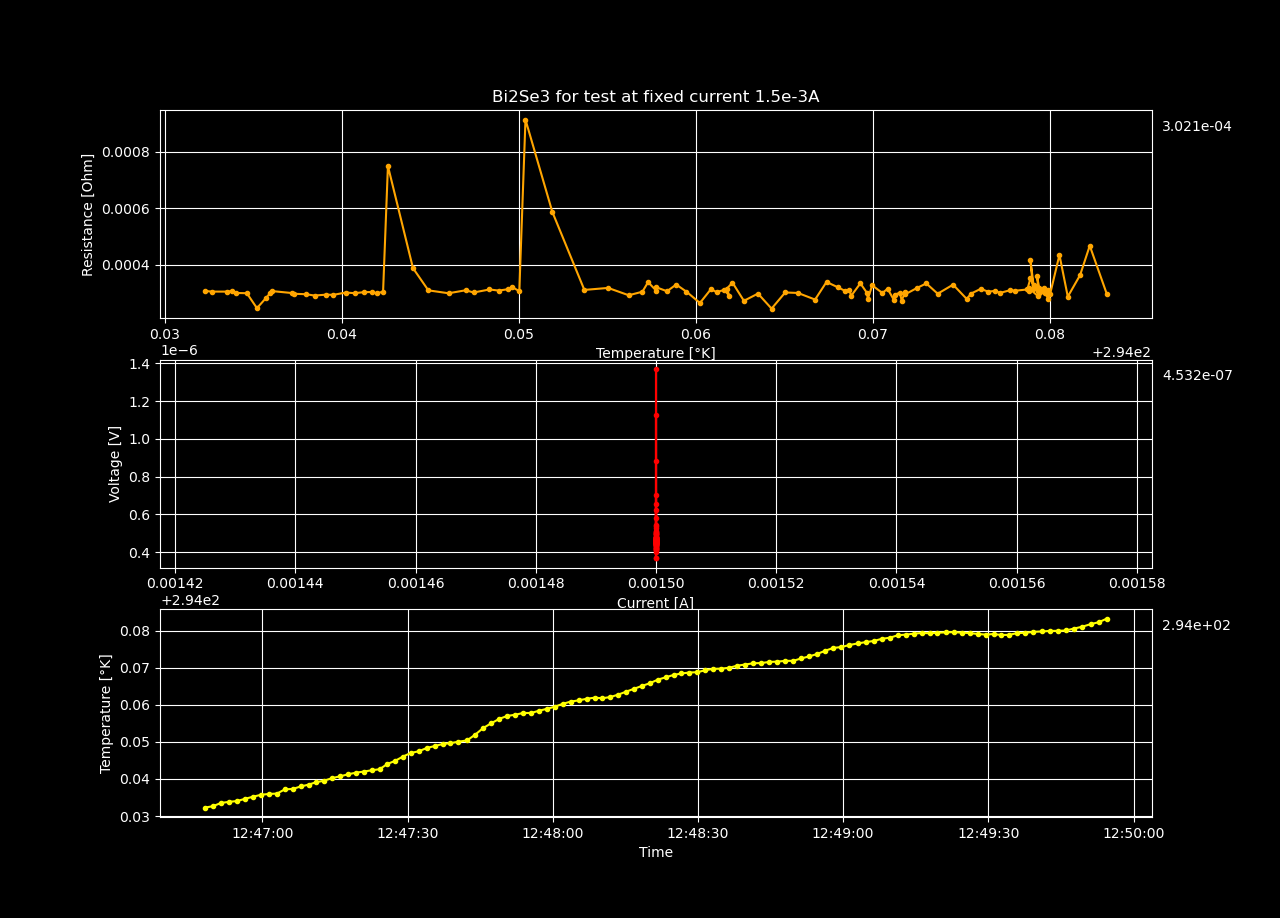 Bi2Se3 for test at fixed current 1.5e-3A
3.021e-04
Resistance [Ohm]
0.0008
0.0006
0.0004
0.03 0.04 0.05 0.06 0.07 0.08
Temperature [°K]
+2.94e2
1e-6
4.532e-07
Voltage [V]
1.4
1.2
1.0
0.8
0.6
0.4
0.00142 0.00144 0.00146 0.00148 0.00150 0.00152 0.00154 0.00156 0.00158
Current [A]
+2.94e2
2.94e+02
Temperature [°K]
0.08
0.07
0.06
0.05
0.04
0.03
12:47:00 12:47:30 12:48:00 12:48:30 12:49:00 12:49:30 12:50:00
Time